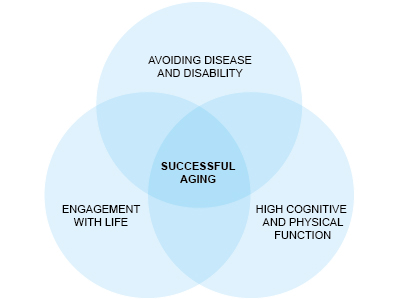 AVOIDING DISEASE
AND DISABILITY
SUCCESSFUL
AGING
ENGAGEMENT
WITH LIFE
HIGH COGNITIVE
AND PHYSICAL
FUNCTION